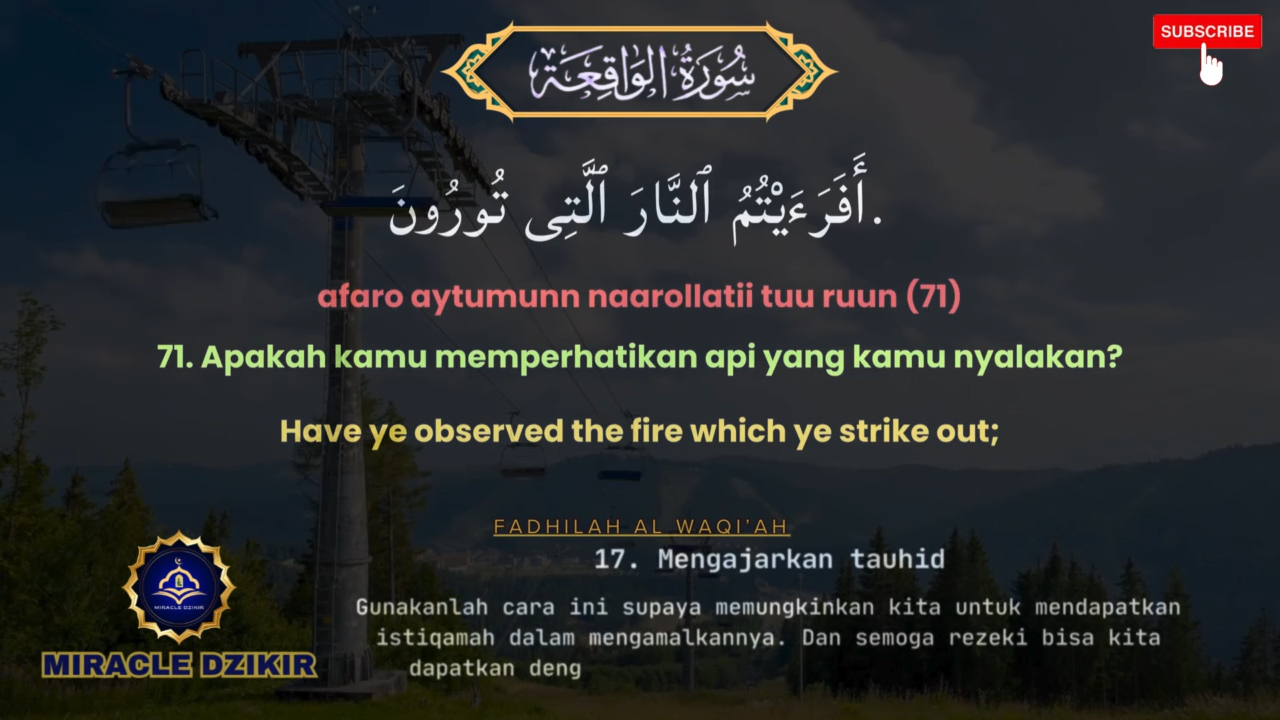 SUBSCRIBE
سُورَةُ الوَاقِعَة
أَفَرَءَيْتُمُ ٱلنَّارَ ٱلَّتِى تُورُونَ.
afaro aytumunn naarollatii tuu ruun (71)
71. Apakah kamu memperhatikan api yang kamu nyalakan?
Have ye observed the fire which ye strike out;
FADHILAH AL WAQI'AH
17. Mengajarkan tauhid
Gunakanlah cara ini supaya memungkinkan kita untuk mendapatkan
istiqamah dalam mengamalkannya. Dan semoga rezeki bisa kita
dapatkan deng
MIRACLE DZIKIR
MIRACLE DZIKIR